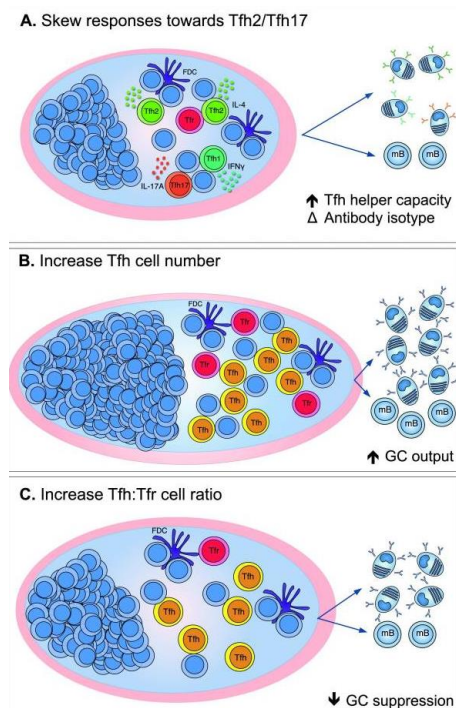 A. Skew responses towards Tfh2/Tfh17
FDC
Tfh2
Tfh2
IL-4
Tfr
Tfh1
IFNγ
IL-17A
Tfh17
mB
mB
↑ Tfh helper capacity
Δ Antibody isotype
B. Increase Tfh cell number
FDC
Tfr
Tfh
Tfh
Tfh
Tfr
Tfh
Tfh
Tfh
Tfh
Tfr
Tfh
Tfh
mB
mB
mB
↑ GC output
C. Increase Tfh:Tfr cell ratio
FDC
Tfr
Tfh
Tfh
Tfh
Tfh
Tfh
mB
mB
↓ GC suppression